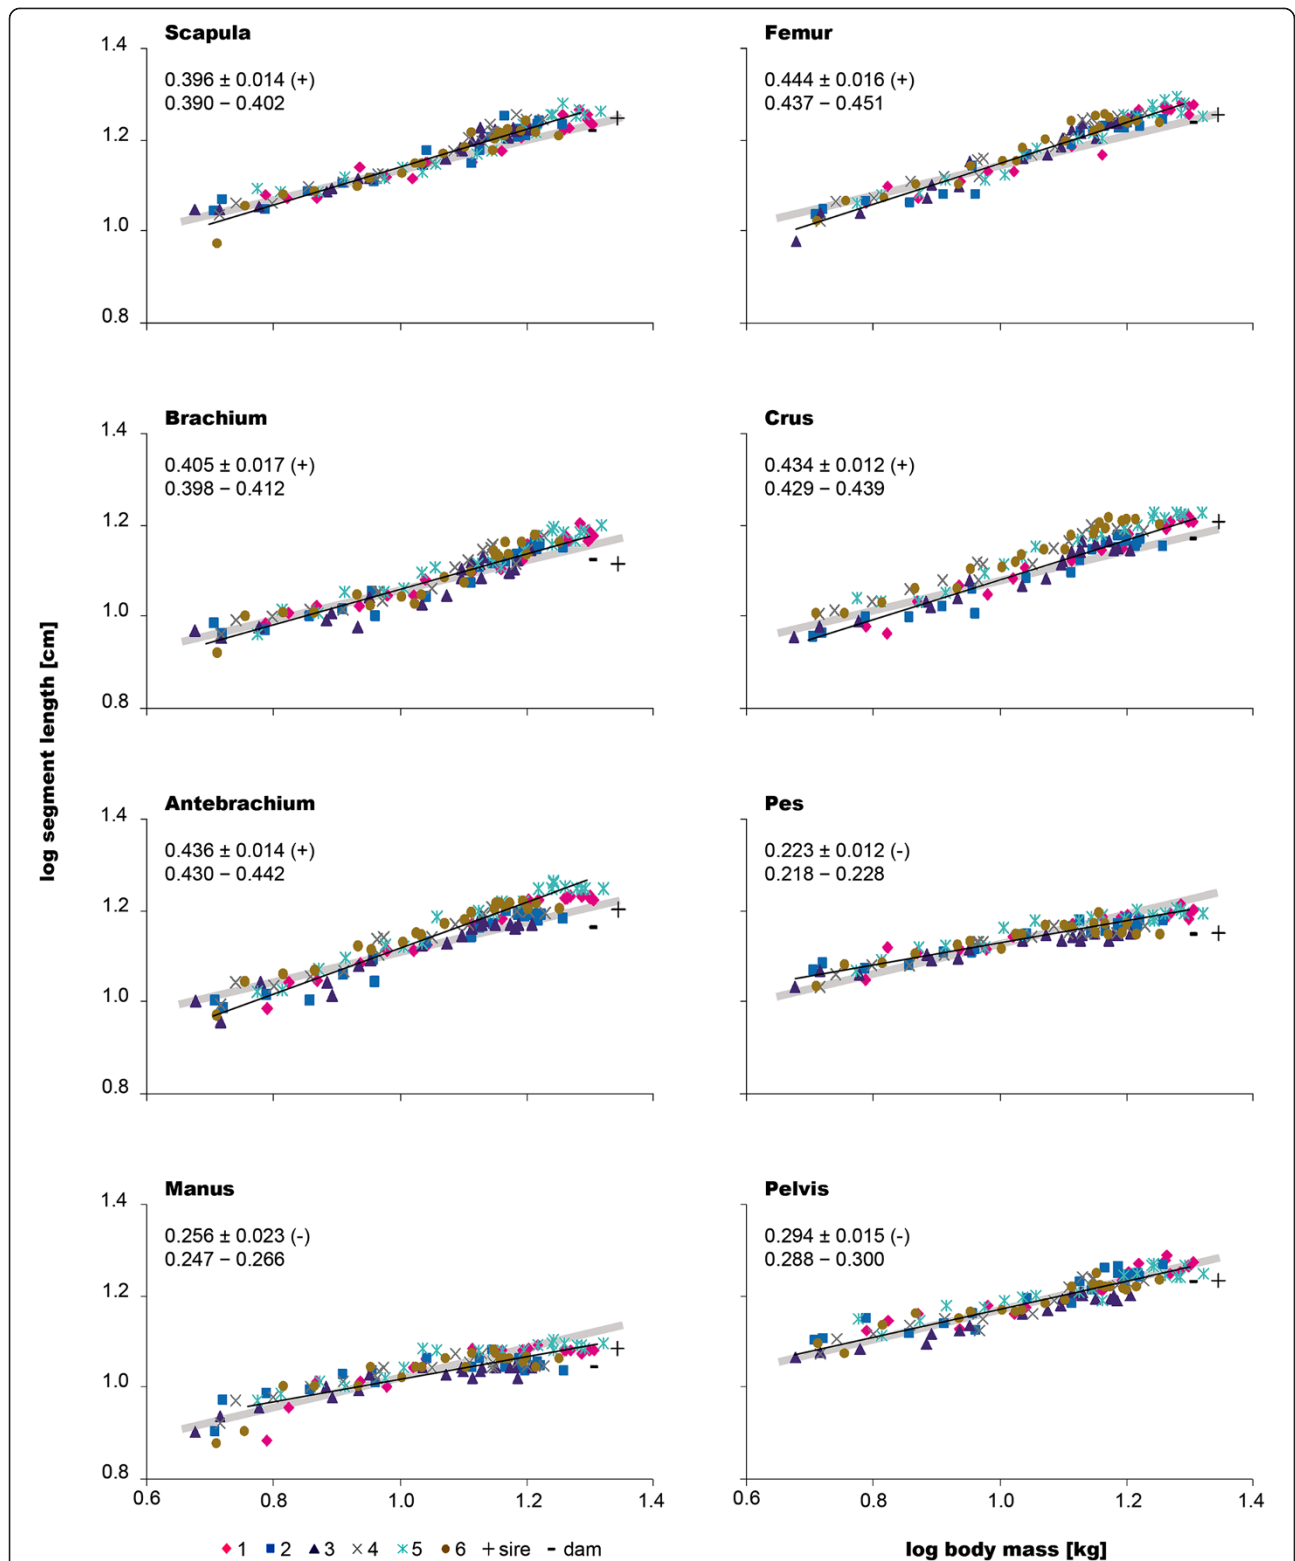 Scapula
0.396 ± 0.014 (+)
0.390 – 0.402
1.4
1.2
1.0
0.8
Femur
0.444 ± 0.016 (+)
0.437 – 0.451
Brachium
0.405 ± 0.017 (+)
0.398 – 0.412
1.4
1.2
1.0
0.8
Crus
0.434 ± 0.012 (+)
0.429 – 0.439
log segment length [cm]
Antebrachium
0.436 ± 0.014 (+)
0.430 – 0.442
1.4
1.2
1.0
0.8
Pes
0.223 ± 0.012 (-)
0.218 – 0.228
Manus
0.256 ± 0.023 (-)
0.247 – 0.266
1.4
1.2
1.0
0.8
0.6 0.8 1.0 1.2 1.4
Pelvis
0.294 ± 0.015 (-)
0.288 – 0.300
0.6 0.8 1.0 1.2 1.4
1 2 3 4 5 6 sire dam
log body mass [kg]